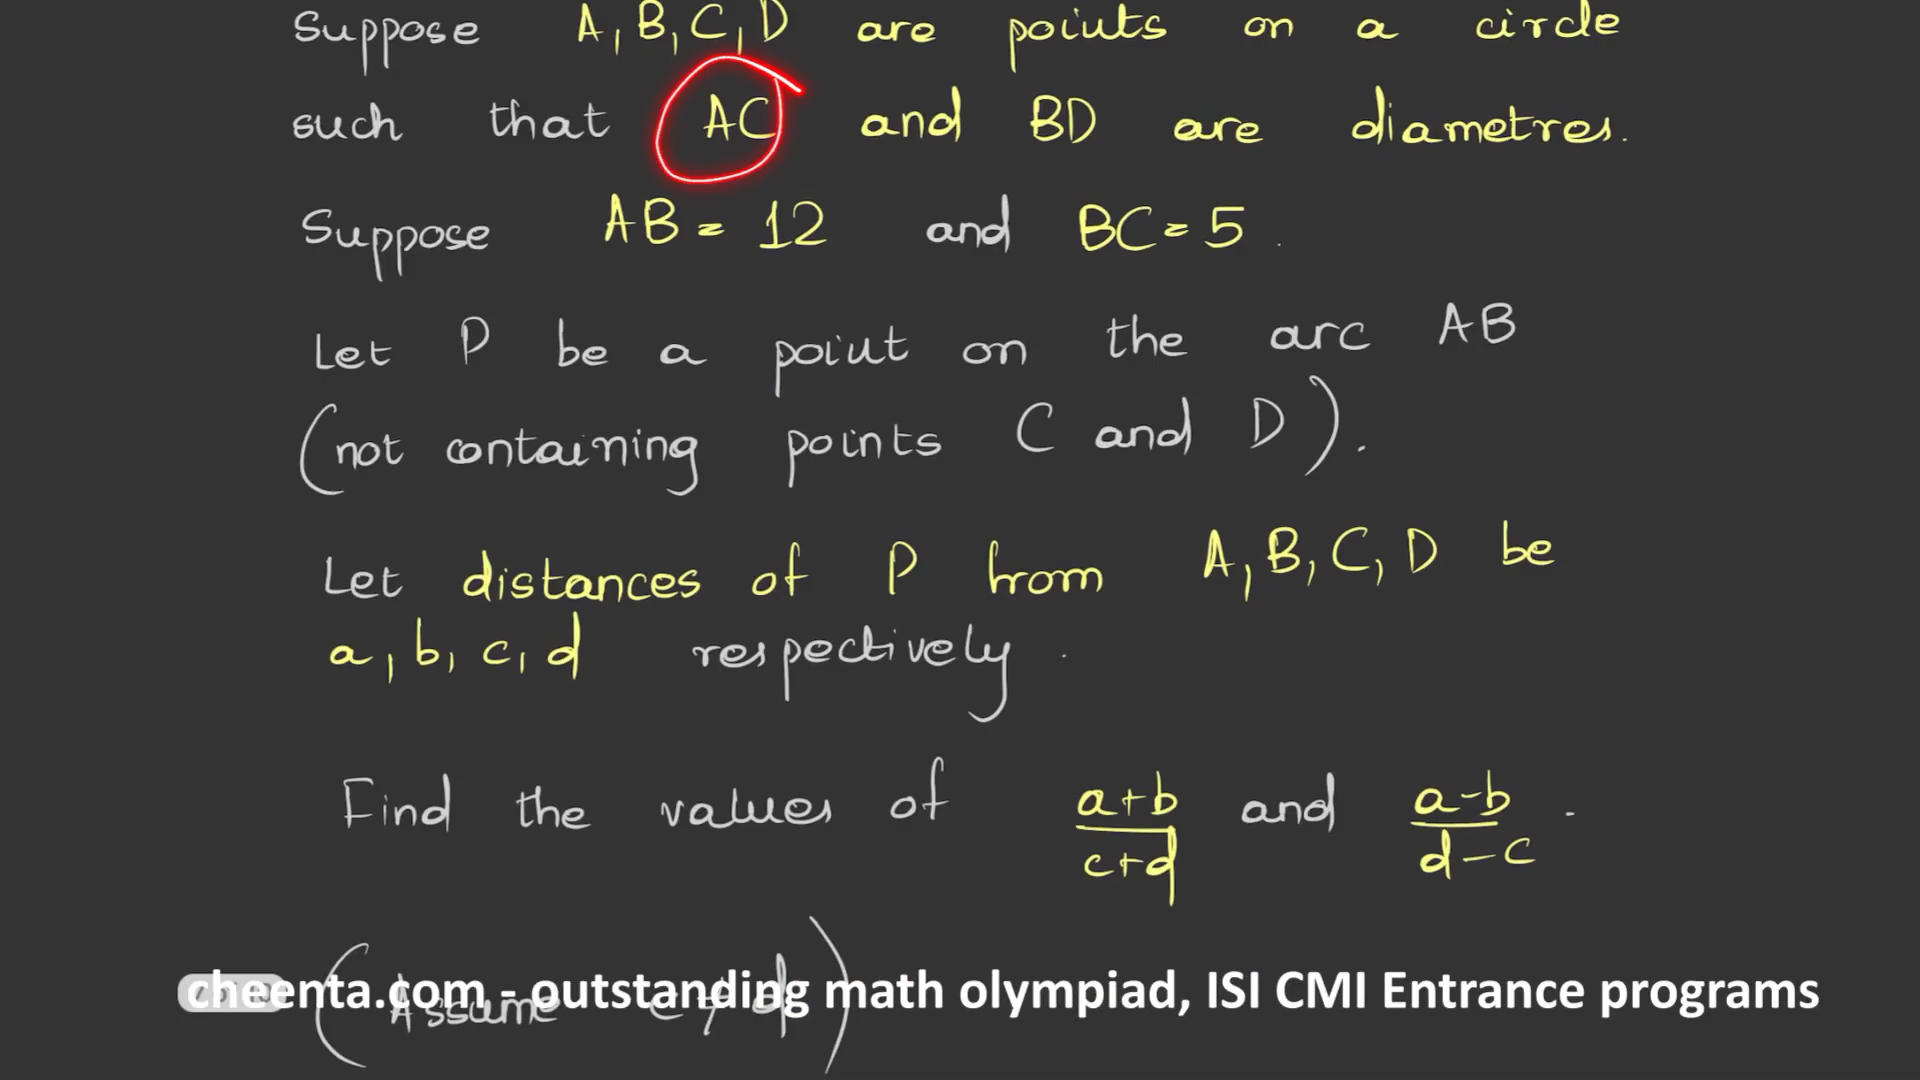 Suppose A, B, C, D are points on a circle
such that AC and BD are diametres.
Suppose AB = 12 and BC = 5.
Let P be a point on the arc AB
(not containing points C and D).
Let distances of P from A, B, C, D be
a, b, c, d respectively.
Find the values of a+b/c+d and a-b/d-c.
(Assume c ≠ d)
cheenta.com - outstanding math olympiad, ISI CMI Entrance programs